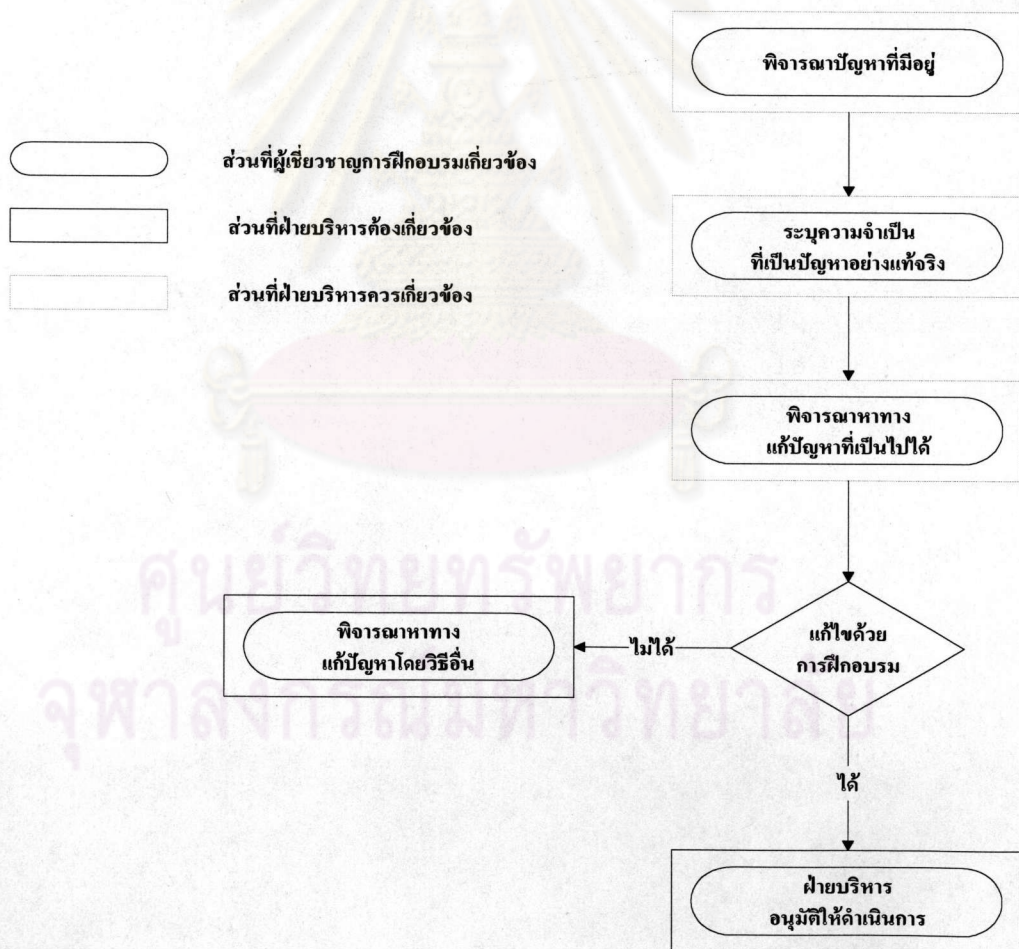 พิจารณาปัญหาที่มีอยู่
ส่วนที่ผู้เชี่ยวชาญการฝึกอบรมเกี่ยวข้อง
ส่วนที่ฝ่ายบริหารต้องเกี่ยวข้อง
ส่วนที่ฝ่ายบริหารควรเกี่ยวข้อง
ระบุความจำเป็น
ที่เป็นปัญหาอย่างแท้จริง
พิจารณาหาทาง
แก้ปัญหาที่เป็นไปได้
แก้ไขด้วย
การฝึกอบรม
ไม่ได้
พิจารณาหาทาง
แก้ปัญหาโดยวิธีอื่น
ได้
ฝ่ายบริหาร
อนุมัติให้ดำเนินการ
ศูนย์วิทยทรัพยากร
จุฬาลงกรณ์มหาวิทยาลัย